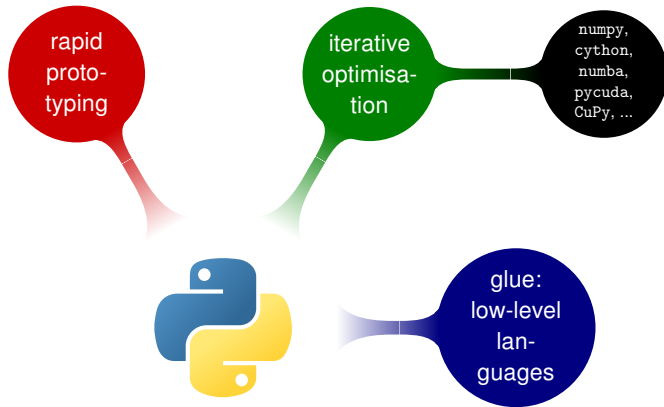 rapid
proto-
typing
iterative
optimisa-
tion
numpy,
cython,
numba,
pycuda,
CuPy, ...
glue:
low-level
lan-
guages